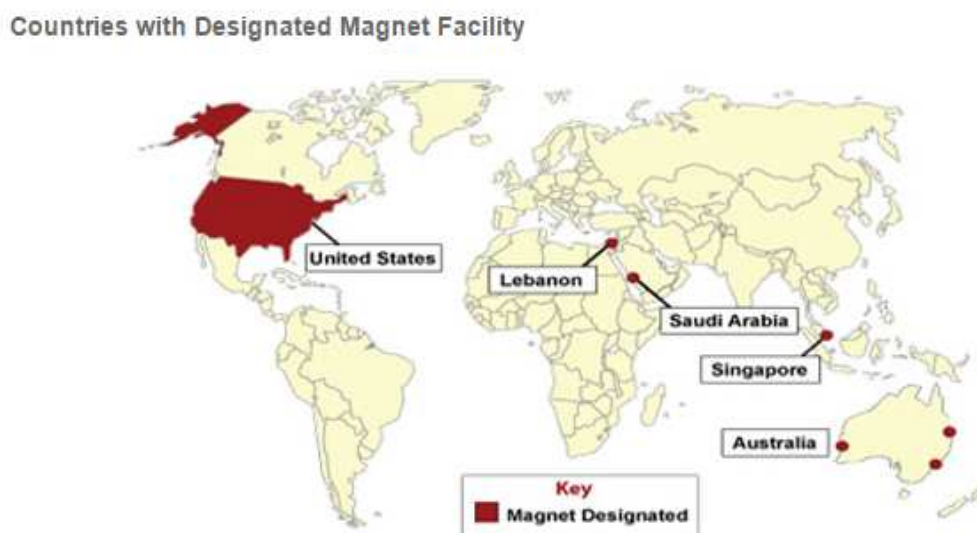 Countries with Designated Magnet Facility
United States
Lebanon
Saudi Arabia
Singapore
Australia
Key
Magnet Designated